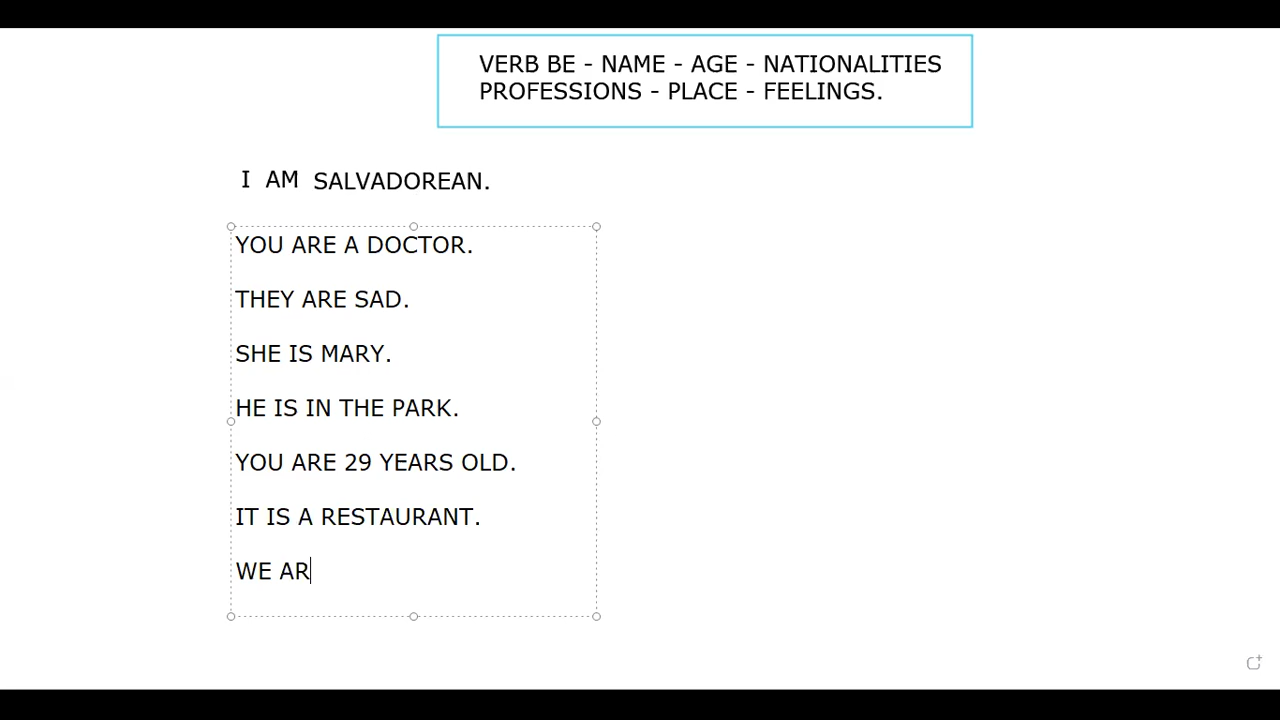 VERB BE - NAME - AGE - NATIONALITIES
PROFESSIONS - PLACE - FEELINGS.
I AM SALVADOREAN.
YOU ARE A DOCTOR.
THEY ARE SAD.
SHE IS MARY.
HE IS IN THE PARK.
YOU ARE 29 YEARS OLD.
IT IS A RESTAURANT.
WE AR